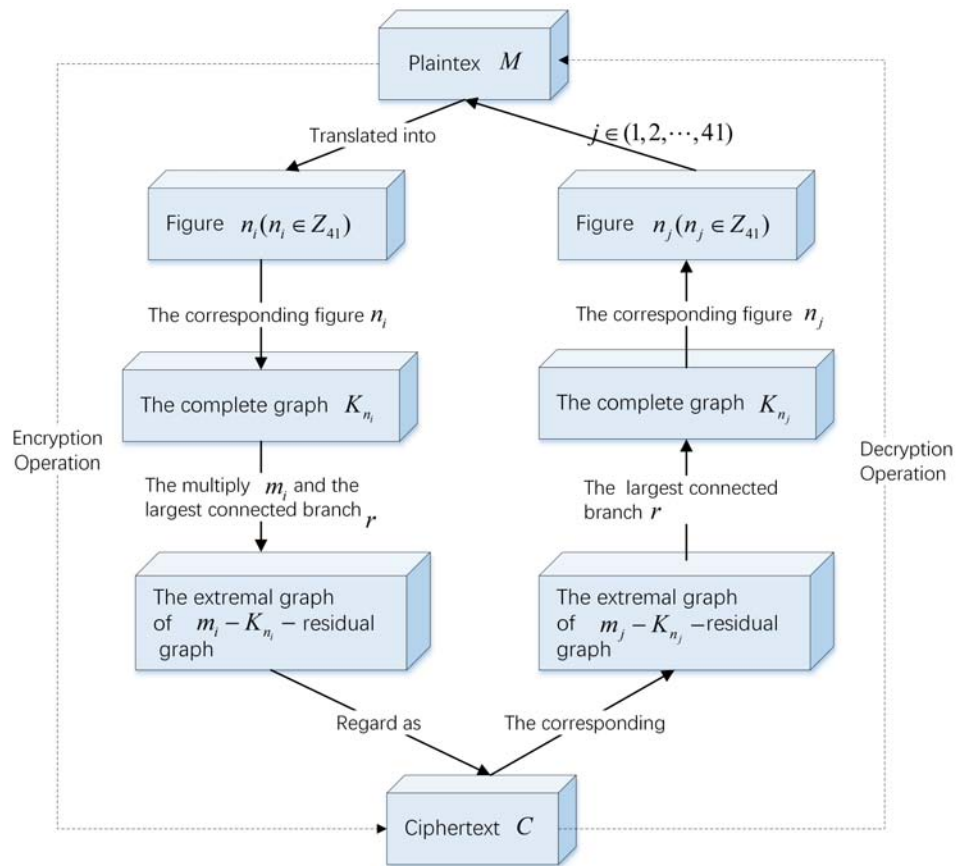 Plaintex M
Translated into
j ∈ (1, 2, ⋯, 41)
Figure n_i (n_i ∈ Z_41)
Figure n_j (n_j ∈ Z_41)
The corresponding figure n_i
The corresponding figure n_j
The complete graph K_{n_i}
The complete graph K_{n_j}
Encryption
Operation
Decryption
Operation
The multiply m_i and the
largest connected branch r
The largest connected
branch r
The extremal graph
of m_i − K_{n_i} − residual
graph
The extremal graph
of m_j − K_{n_j} − residual
graph
Regard as
The corresponding
Ciphertext C